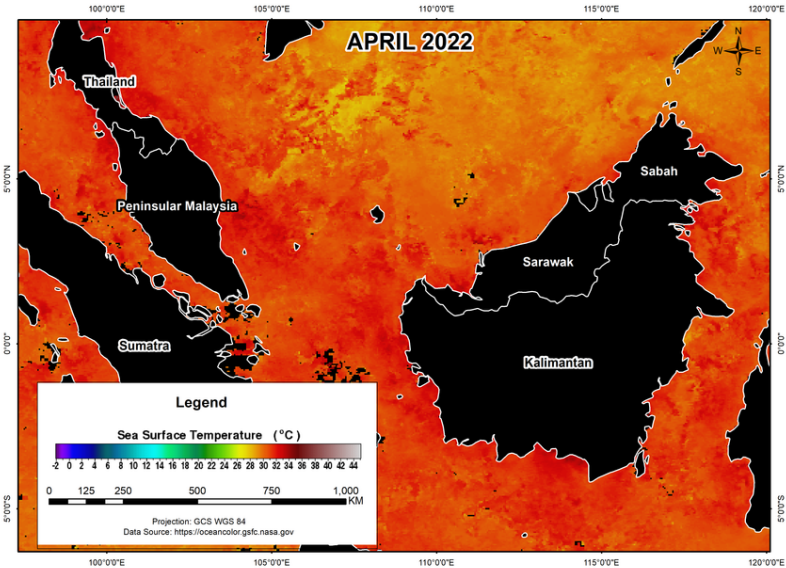 100°0'0"E 105°0'0"E 110°0'0"E 115°0'0"E 120°0'0"E
APRIL 2022
N
W E
S
Thailand
5°0'0"N 5°0'0"N
Sabah
Peninsular Malaysia
Sarawak
0°0'0" 0°0'0"
Sumatra
Kalimantan
Legend
Sea Surface Temperature (°C)
-2 0 2 4 6 8 10 12 14 16 18 20 22 24 26 28 30 32 34 36 38 40 42 44
0 125 250 500 750 1,000
KM
5°0'0"S 5°0'0"S
Projection: GCS WGS 84
Data Source: https://oceancolor.gsfc.nasa.gov
100°0'0"E 105°0'0"E 110°0'0"E 115°0'0"E 120°0'0"E